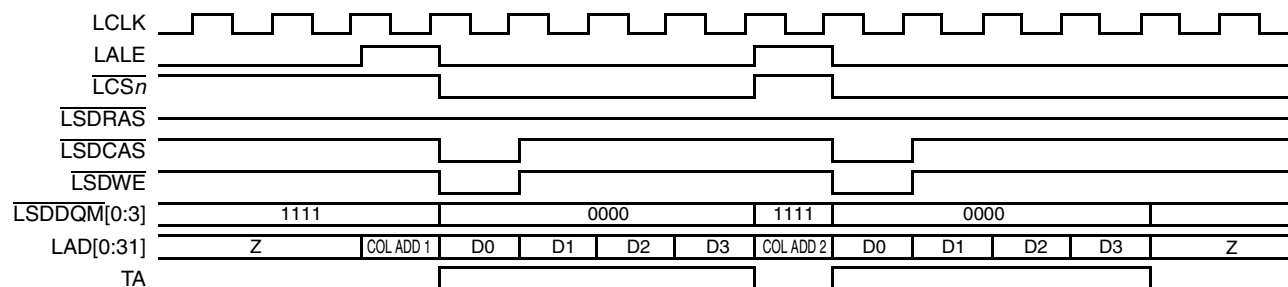 LCLK
LALE
LCSn
LSDRAS
LSDCAS
LSDWE
LSDDQM[0:3] 1111 0000 1111 0000
LAD[0:31] Z COL ADD 1 D0 D1 D2 D3 COL ADD 2 D0 D1 D2 D3 Z
TA